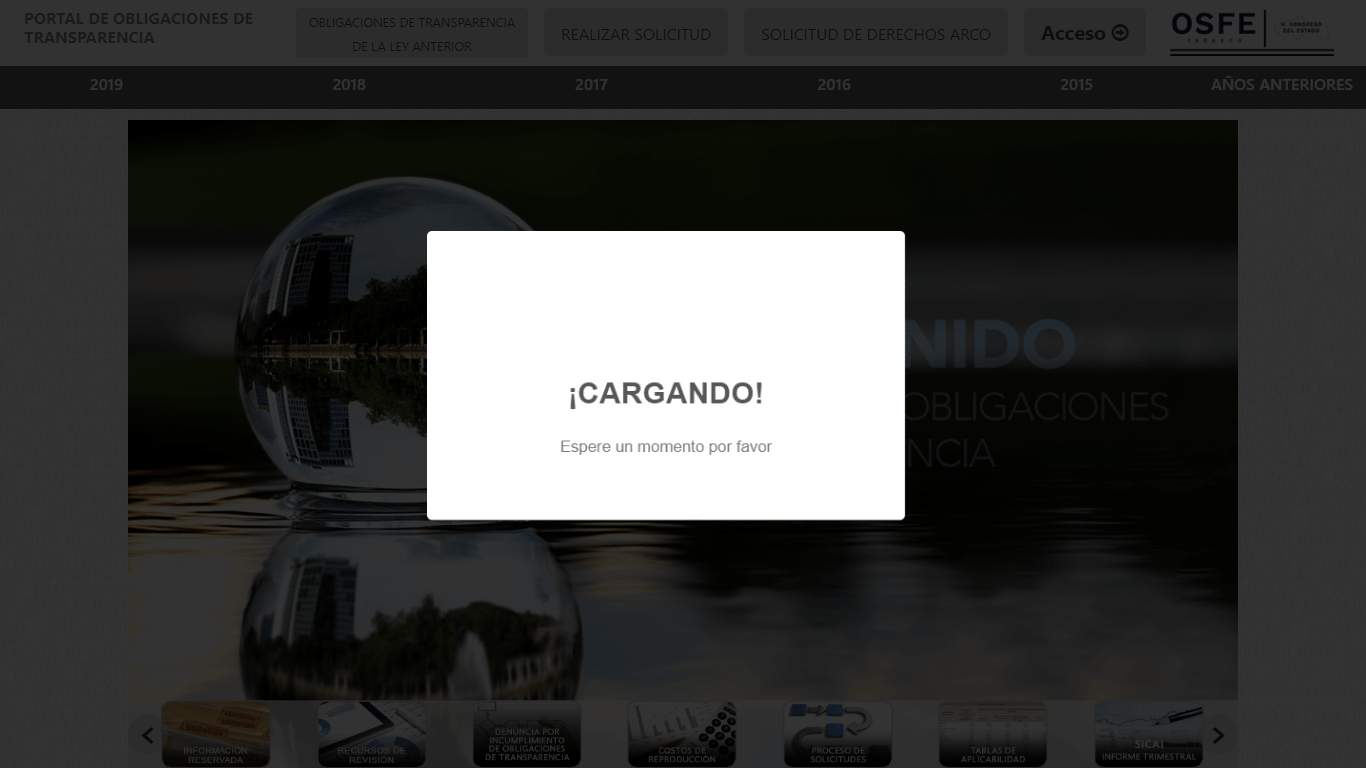 PORTAL DE OBLIGACIONES DE
TRANSPARENCIA
OBLIGACIONES DE TRANSPARENCIA
DE LA LEY ANTERIOR
REALIZAR SOLICITUD
SOLICITUD DE DERECHOS ARCO
Acceso
OSFE
TABASCO
H. CONGRESO
DEL ESTADO
2019
2018
2017
2016
2015
AÑOS ANTERIORES
NIDO
OBLIGACIONES
NCIA
¡CARGANDO!
Espere un momento por favor
INFORMACIÓN
RESERVADA
RECURSOS DE
REVISIÓN
DENUNCIA POR
INCUMPLIMIENTO
DE OBLIGACIONES
DE TRANSPARENCIA
COSTOS DE
REPRODUCCIÓN
PROCESO DE
SOLICITUDES
TABLAS DE
APLICABILIDAD
SICAI
INFORME TRIMESTRAL